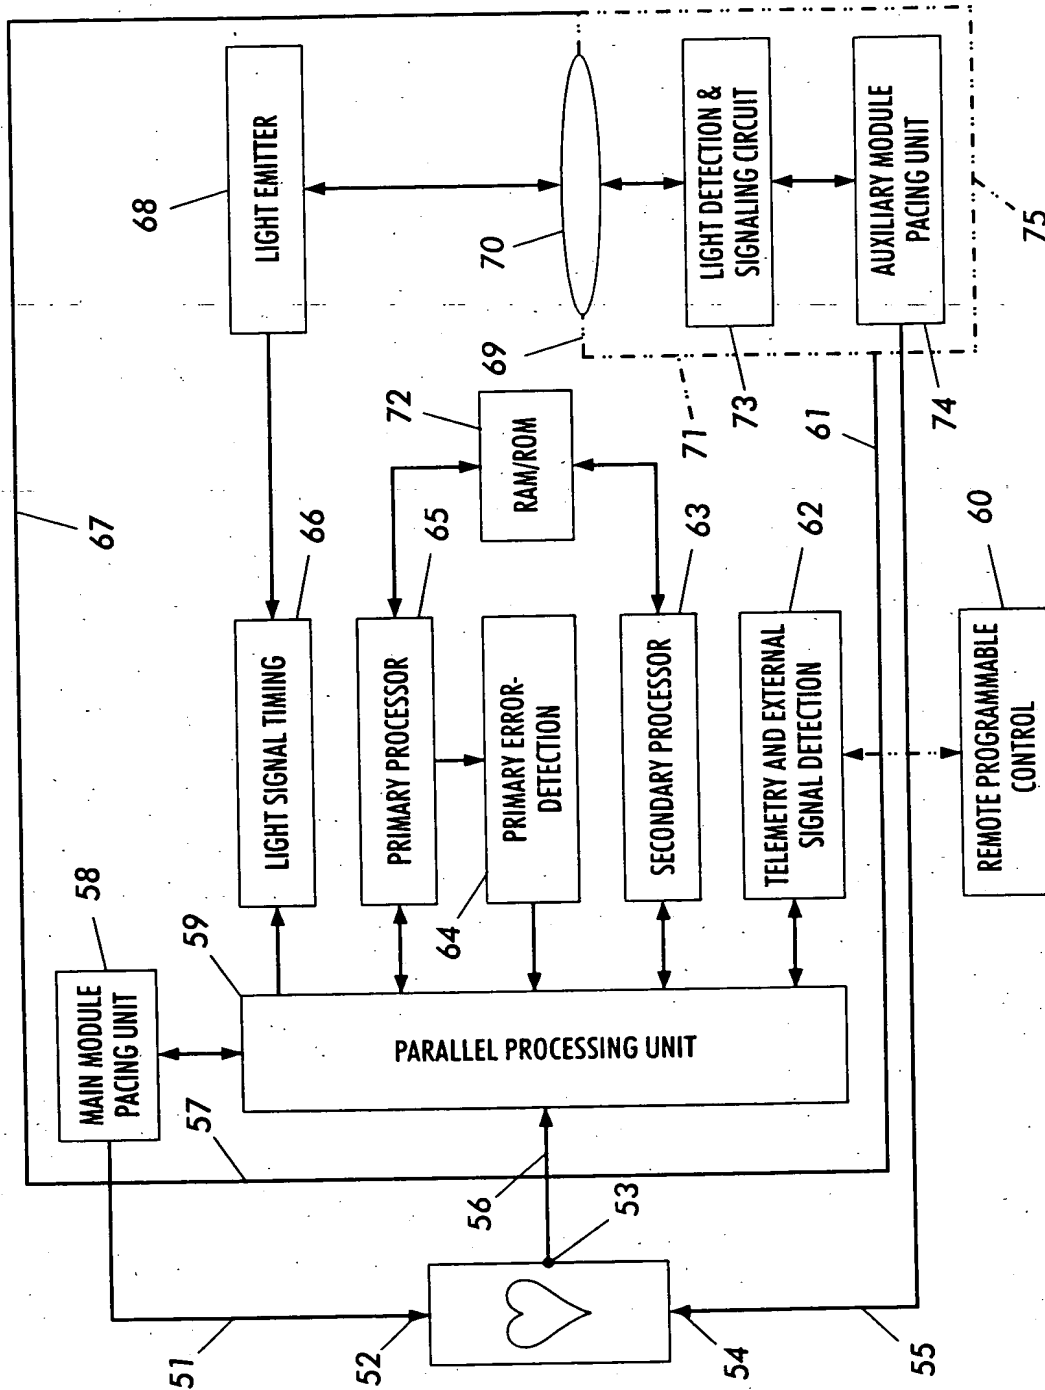 MAIN MODULE
PACING UNIT
58
67
68
51
59
57
LIGHT EMITTER
LIGHT SIGNAL TIMING
66
52
72
PRIMARY PROCESSOR
65
64
56
69
70
PRIMARY ERROR-
DETECTION
RAM/ROM
PARALLEL PROCESSING UNIT
53
SECONDARY PROCESSOR
71
63
LIGHT DETECTION &
SIGNALING CIRCUIT
54
73
TELEMETRY AND EXTERNAL
SIGNAL DETECTION
62
61
AUXILIARY MODULE
PACING UNIT
55
74
REMOTE PROGRAMMABLE
CONTROL
60
75